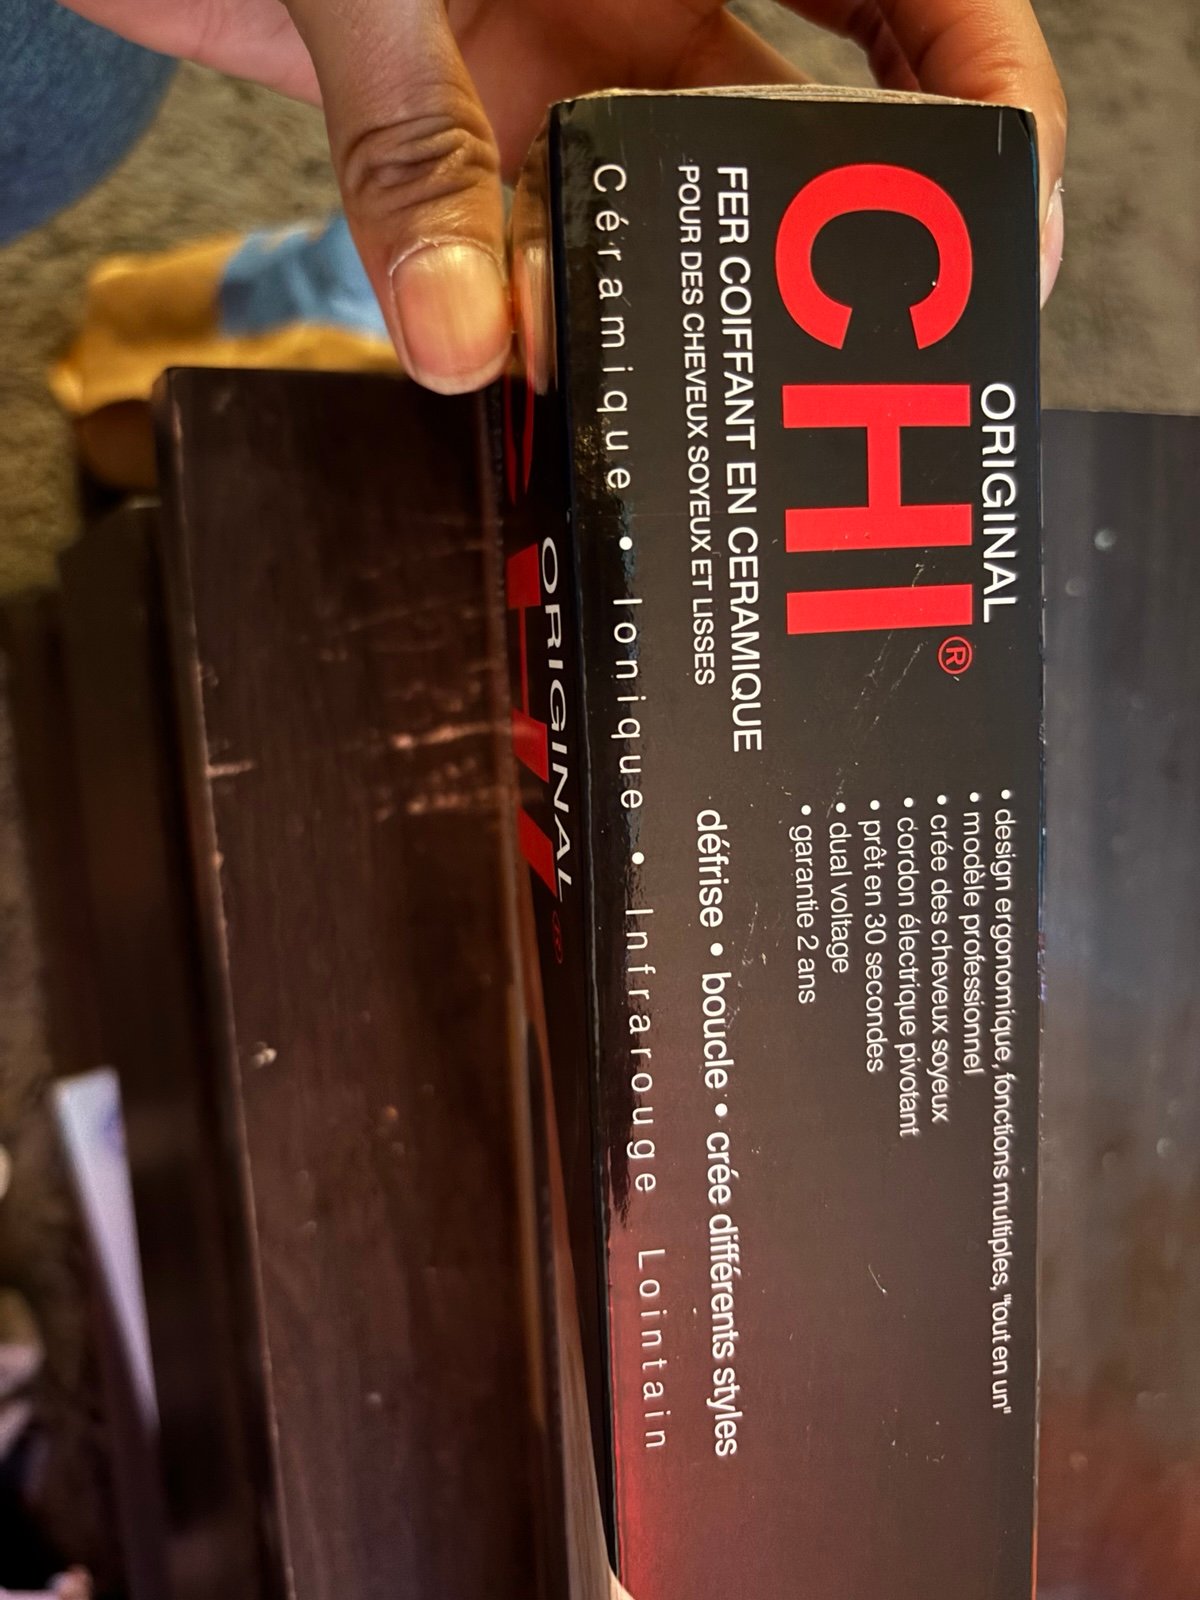 ORIGINAL
CHI®
FER COIFFANT EN CERAMIQUE
POUR DES CHEVEUX SOYEUX ET LISSES
• design ergonomique, fonctions multiples, "tout en un"
• modèle professionnel
• crée des cheveux soyeux
• cordon électrique pivotant
• prêt en 30 secondes
• dual voltage
• garantie 2 ans
défrise • boucle • crée différents styles
Céramique • Ionique • Infrarouge Lointain
ORIGINAL
CHI®